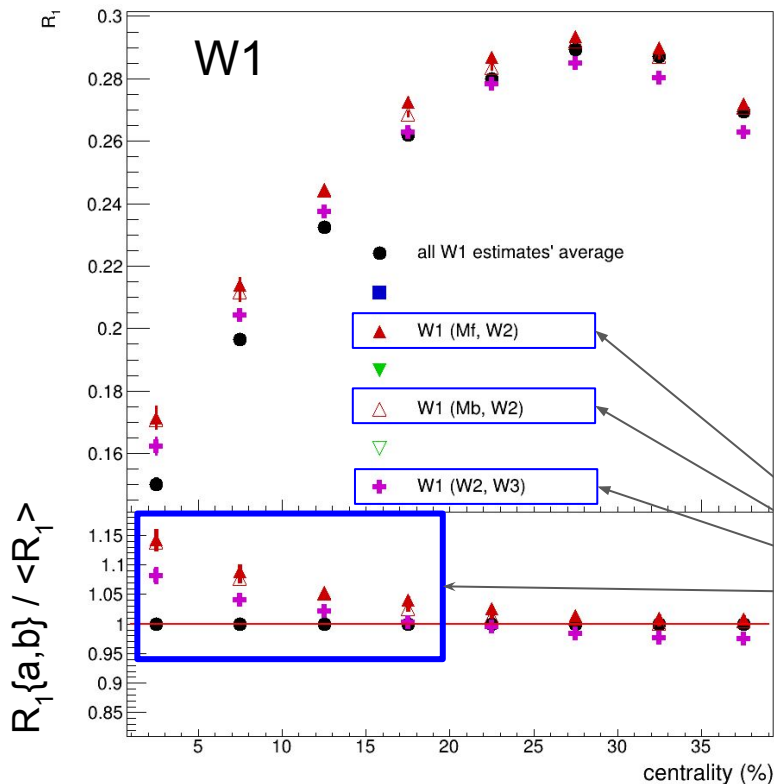 R1
W1
0.3
0.28
0.26
0.24
0.22
0.2
0.18
0.16
all W1 estimates' average
W1 (Mf, W2)
W1 (Mb, W2)
W1 (W2, W3)
R1{a,b} / <R1>
1.15
1.1
1.05
1
0.95
0.9
0.85
5 10 15 20 25 30 35
centrality (%)